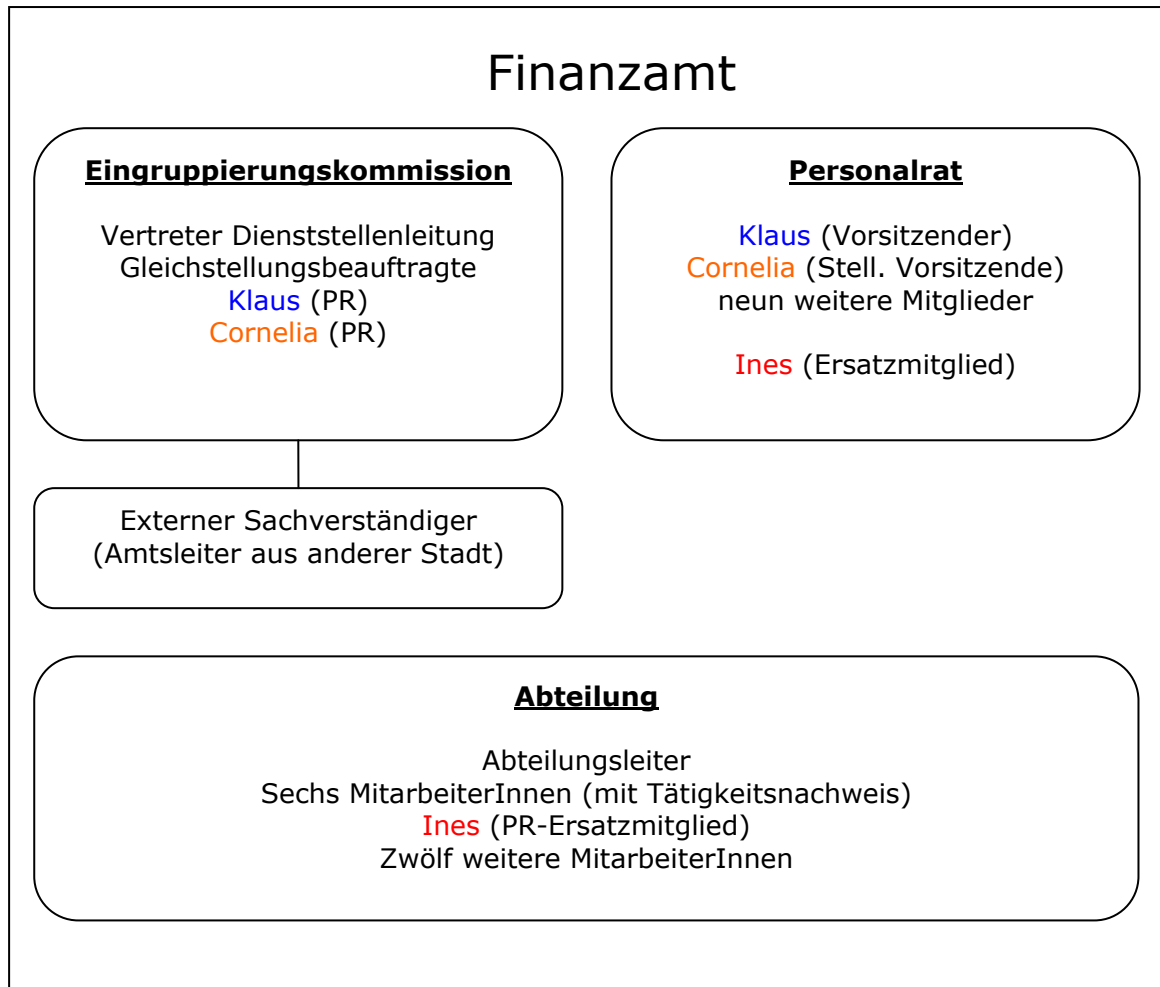 Finanzamt
Eingruppierungskommission
Vertreter Dienststellenleitung
Gleichstellungsbeauftragte
Klaus (PR)
Cornelia (PR)
Personalrat
Klaus (Vorsitzender)
Cornelia (Stell. Vorsitzende)
neun weitere Mitglieder
Ines (Ersatzmitglied)
Externer Sachverständiger
(Amtsleiter aus anderer Stadt)
Abteilung
Abteilungsleiter
Sechs MitarbeiterInnen (mit Tätigkeitsnachweis)
Ines (PR-Ersatzmitglied)
Zwölf weitere MitarbeiterInnen